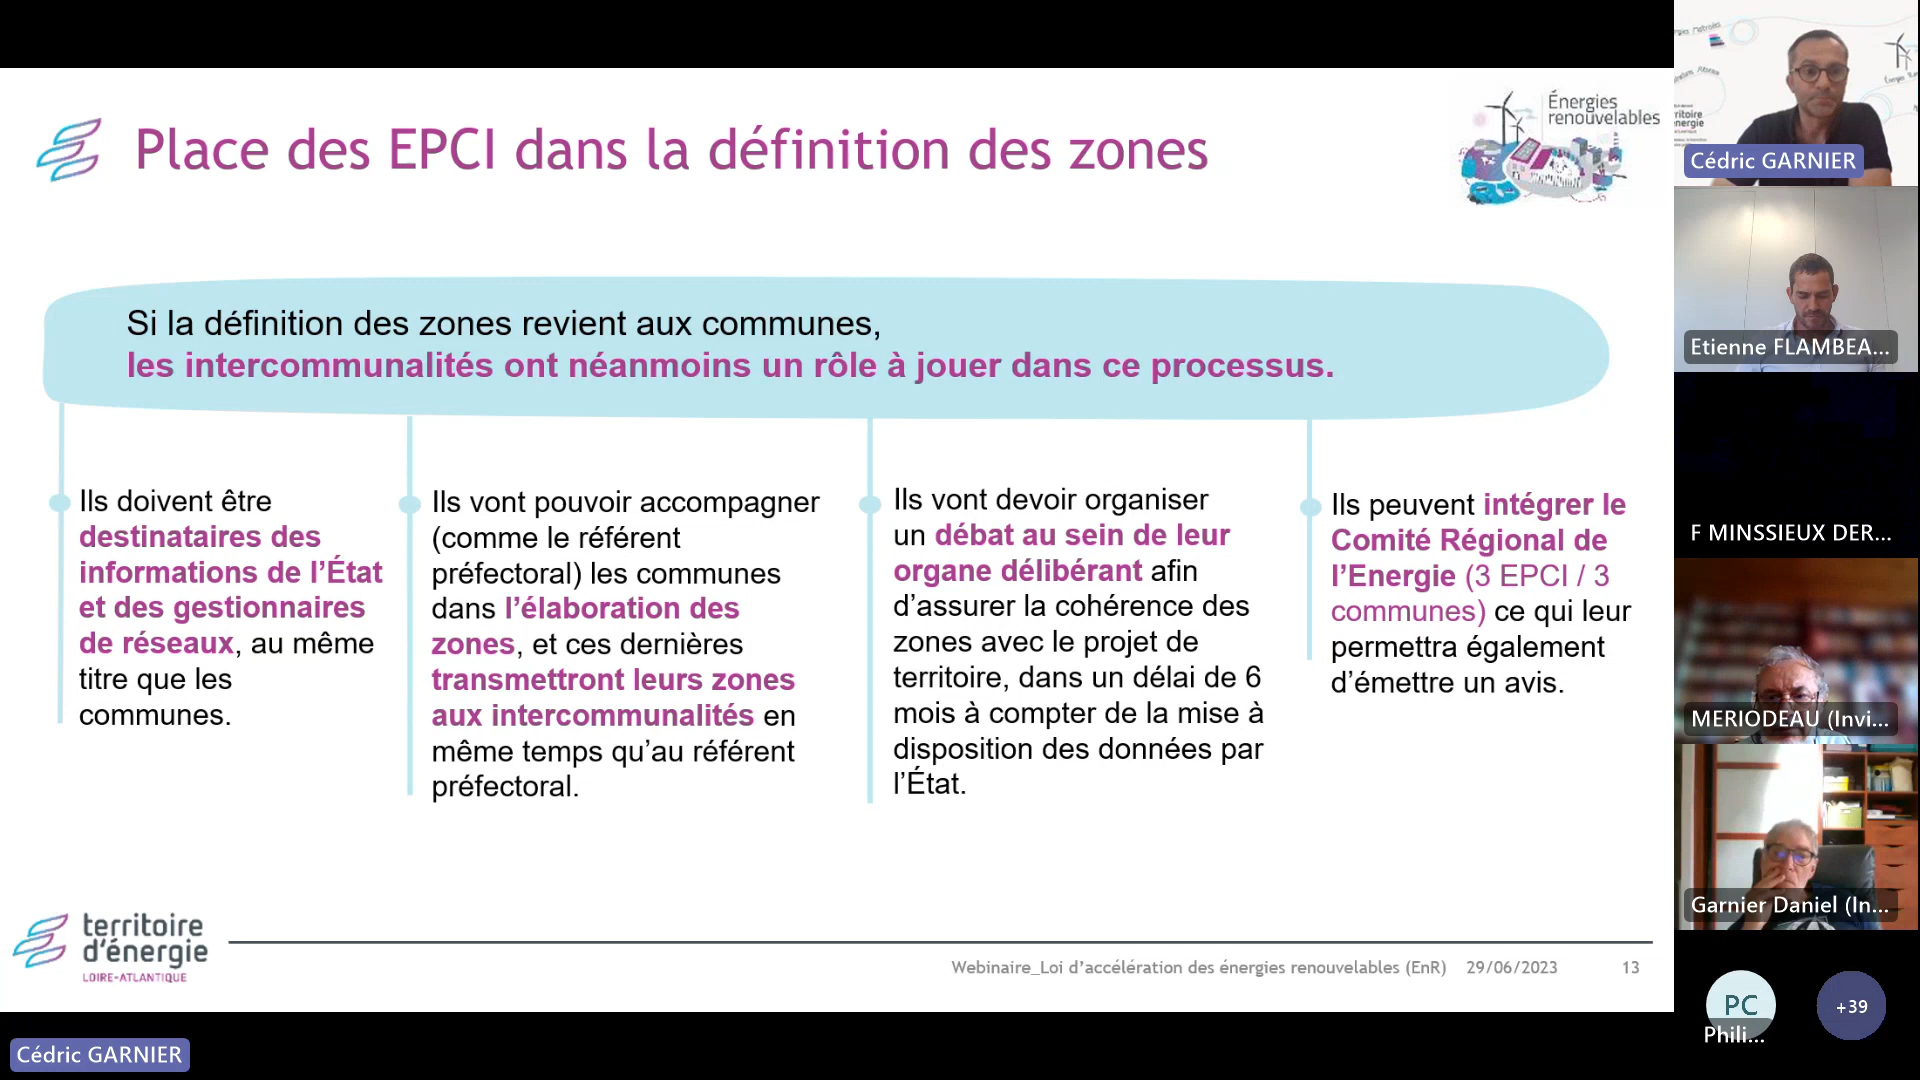 Place des EPCI dans la définition des zones
Énergies
renouvelables
Si la définition des zones revient aux communes,
les intercommunalités ont néanmoins un rôle à jouer dans ce processus.
Ils doivent être
destinataires des
informations de l’État
et des gestionnaires
de réseaux, au même
titre que les
communes.
Ils vont pouvoir accompagner
(comme le référent
préfectoral) les communes
dans l’élaboration des
zones, et ces dernières
transmettront leurs zones
aux intercommunalités en
même temps qu’au référent
préfectoral.
Ils vont devoir organiser
un débat au sein de leur
organe délibérant afin
d’assurer la cohérence des
zones avec le projet de
territoire, dans un délai de 6
mois à compter de la mise à
disposition des données par
l’État.
Ils peuvent intégrer le
Comité Régional de
l’Energie (3 EPCI / 3
communes) ce qui leur
permettra également
d’émettre un avis.
territoire
d’énergie
LOIRE-ATLANTIQUE
Webinaire_Loi d’accélération des énergies renouvelables (EnR) 29/06/2023 13
Cédric GARNIER
Cédric GARNIER
Etienne FLAMBEA...
F MINSSIEUX DER...
MERIODEAU (Invi...
Garnier Daniel (In...
PC
Phili...
+39